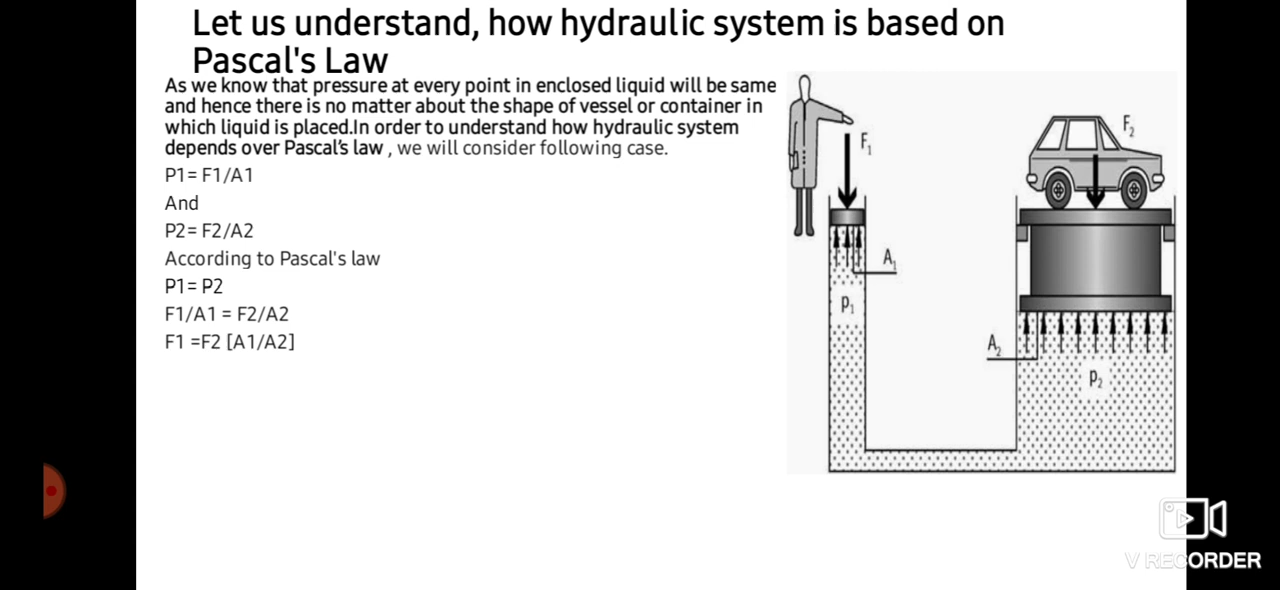 Let us understand, how hydraulic system is based on
Pascal's Law
As we know that pressure at every point in enclosed liquid will be same
and hence there is no matter about the shape of vessel or container in
which liquid is placed.In order to understand how hydraulic system
depends over Pascal's law , we will consider following case.
P1= F1/A1
And
P2= F2/A2
According to Pascal's law
P1= P2
F1/A1 = F2/A2
F1 =F2 [A1/A2]
F₁
F₂
A₁
p₁
A₂
p₂
V RECORDER